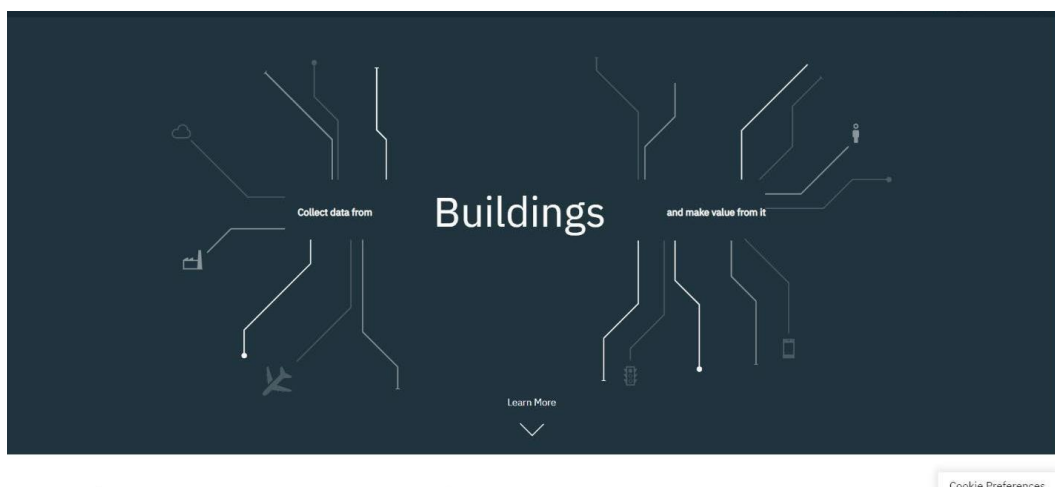 Collect data from
Buildings
and make value from it
Learn More
Cookie Preferences